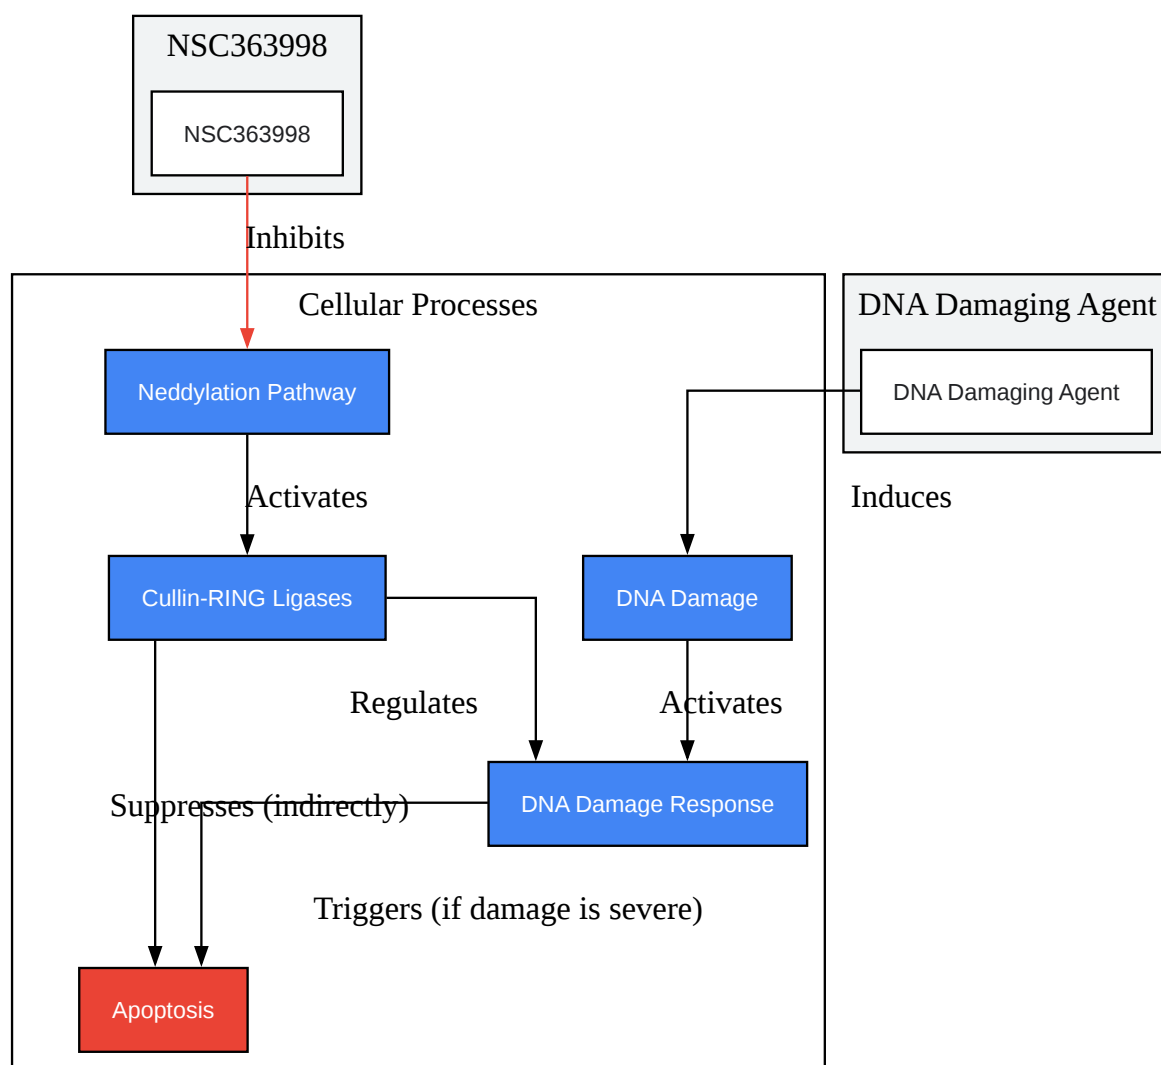 NSC363998
NSC363998
Inhibits
Cellular Processes
DNA Damaging Agent
Neddylation Pathway
DNA Damaging Agent
Activates
Induces
Cullin-RING Ligases
DNA Damage
Regulates
Activates
Suppresses (indirectly)
DNA Damage Response
Triggers (if damage is severe)
Apoptosis